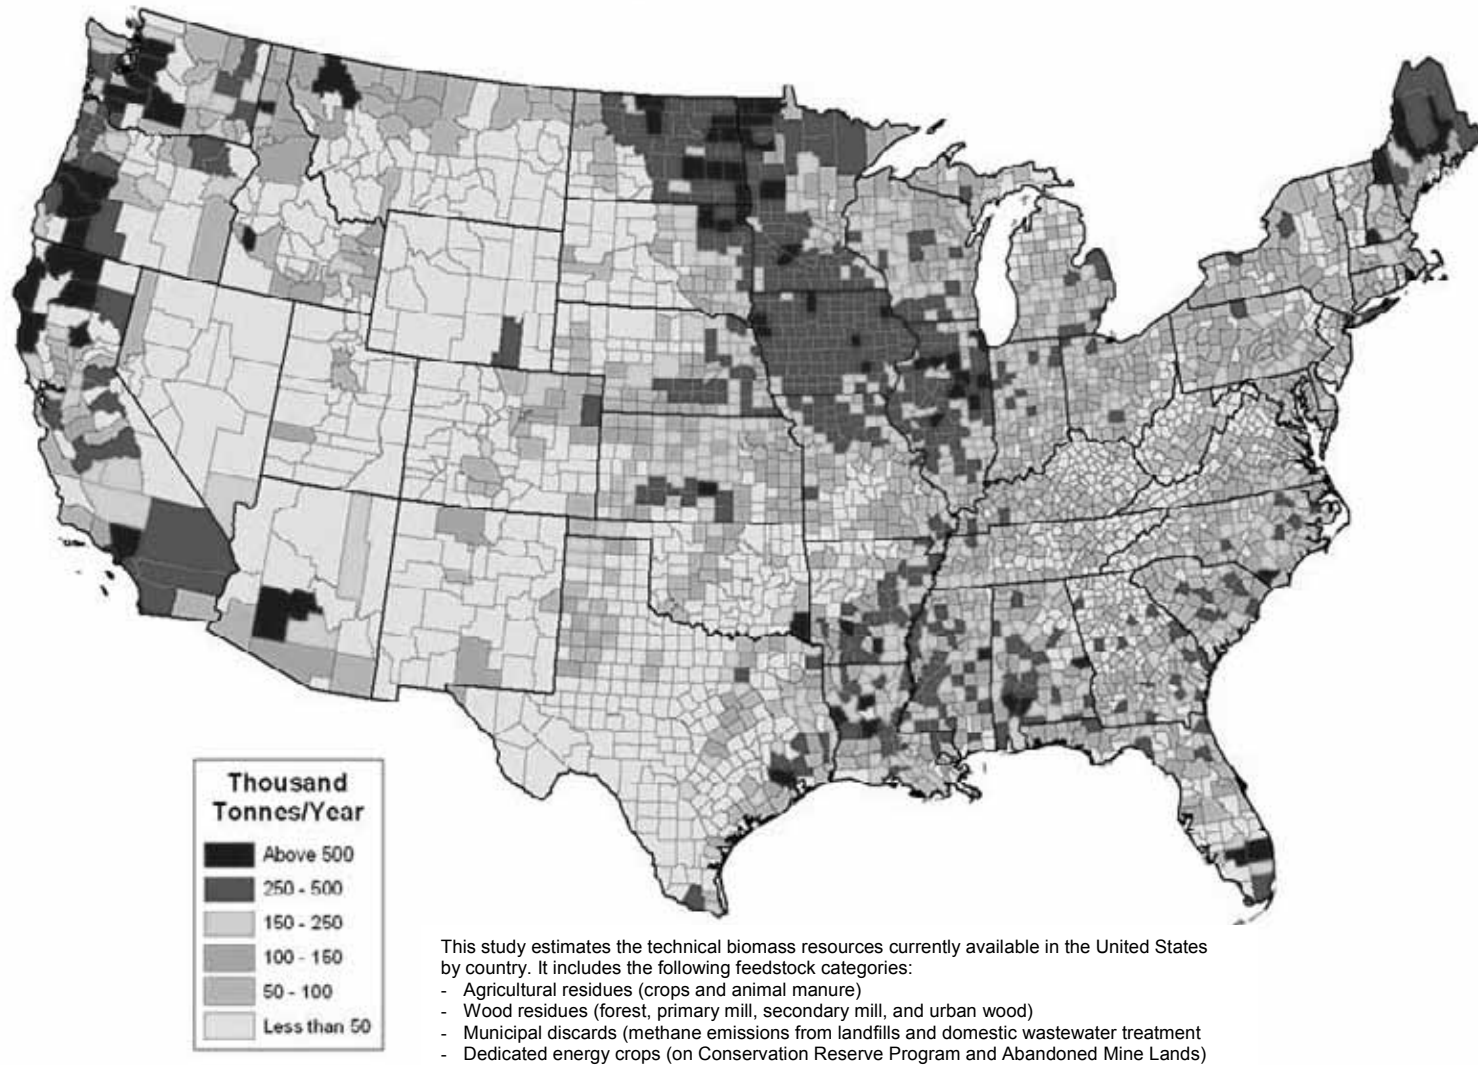 Thousand
Tonnes/Year
Above 500
250 - 500
150 - 250
100 - 150
50 - 100
Less than 50
This study estimates the technical biomass resources currently available in the United States
by country. It includes the following feedstock categories:
- Agricultural residues (crops and animal manure)
- Wood residues (forest, primary mill, secondary mill, and urban wood)
- Municipal discards (methane emissions from landfills and domestic wastewater treatment
- Dedicated energy crops (on Conservation Reserve Program and Abandoned Mine Lands)